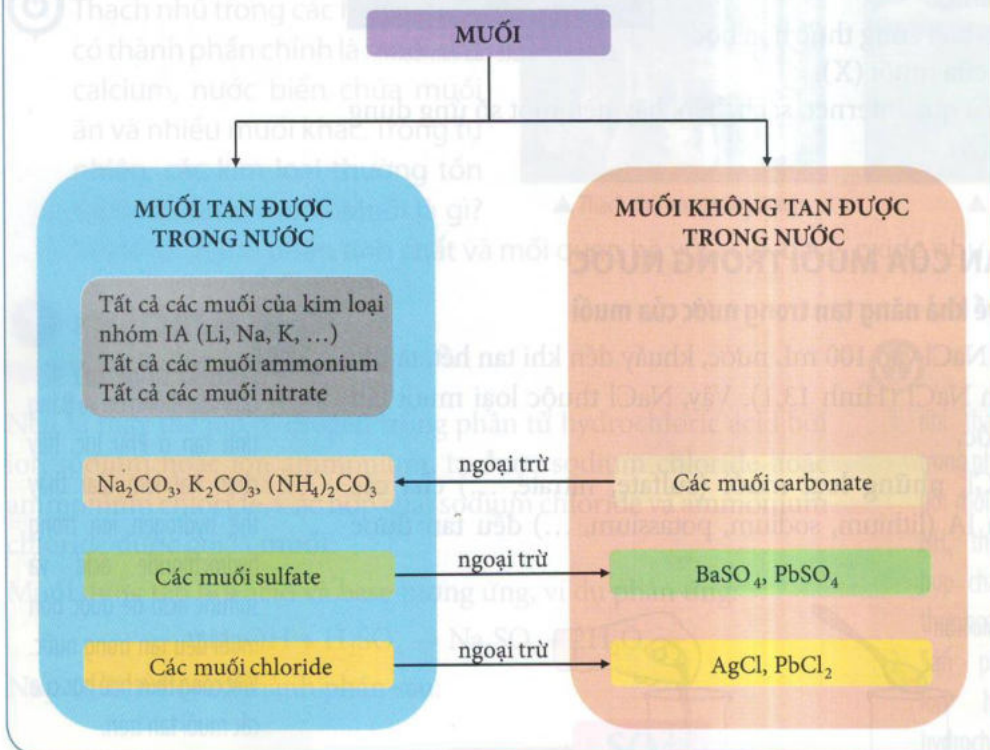 MUỐI
MUỐI TAN ĐƯỢC
TRONG NƯỚC
Tất cả các muối của kim loại
nhóm IA (Li, Na, K, …)
Tất cả các muối ammonium
Tất cả các muối nitrate
Na₂CO₃, K₂CO₃, (NH₄)₂CO₃
Các muối sulfate
Các muối chloride
ngoại trừ
ngoại trừ
ngoại trừ
MUỐI KHÔNG TAN ĐƯỢC
TRONG NƯỚC
Các muối carbonate
BaSO₄, PbSO₄
AgCl, PbCl₂